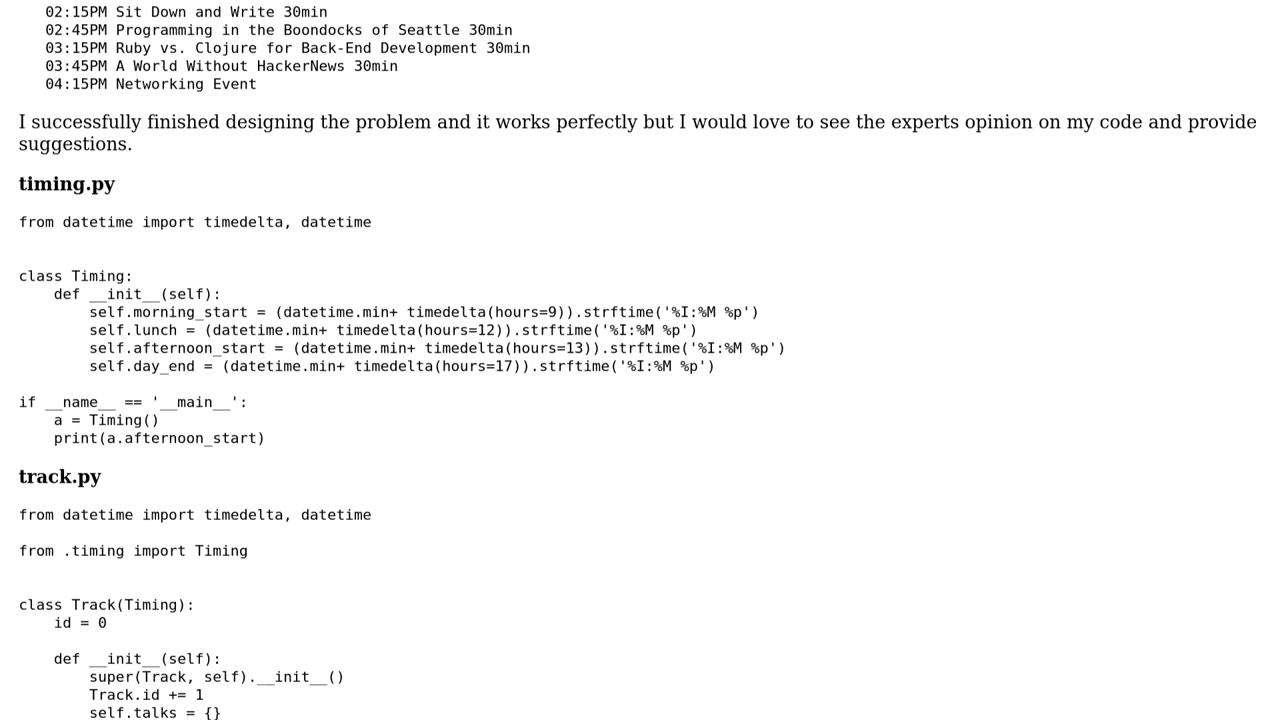 02:15PM Sit Down and Write 30min
02:45PM Programming in the Boondocks of Seattle 30min
03:15PM Ruby vs. Clojure for Back-End Development 30min
03:45PM A World Without HackerNews 30min
04:15PM Networking Event
I successfully finished designing the problem and it works perfectly but I would love to see the experts opinion on my code and provide
suggestions.
timing.py
from datetime import timedelta, datetime
class Timing:
    def __init__(self):
        self.morning_start = (datetime.min+ timedelta(hours=9)).strftime('%I:%M %p')
        self.lunch = (datetime.min+ timedelta(hours=12)).strftime('%I:%M %p')
        self.afternoon_start = (datetime.min+ timedelta(hours=13)).strftime('%I:%M %p')
        self.day_end = (datetime.min+ timedelta(hours=17)).strftime('%I:%M %p')
if __name__ == '__main__':
    a = Timing()
    print(a.afternoon_start)
track.py
from datetime import timedelta, datetime
from .timing import Timing
class Track(Timing):
    id = 0
    def __init__(self):
        super(Track, self).__init__()
        Track.id += 1
        self.talks = {}